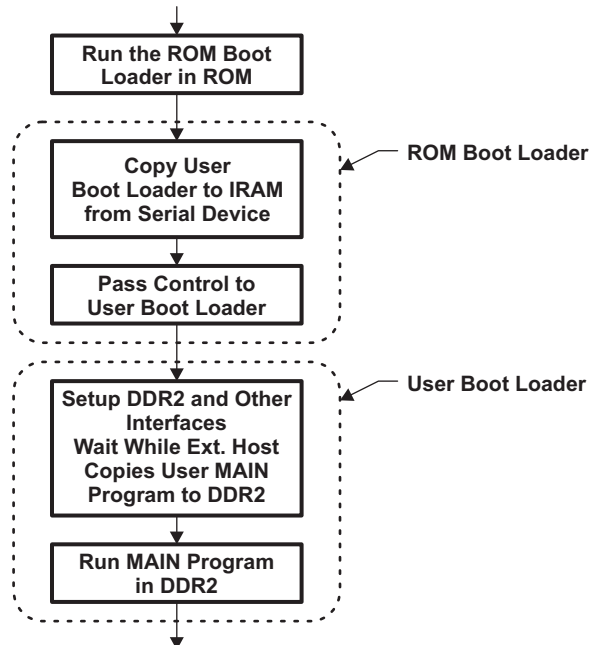 Run the ROM Boot
Loader in ROM
ROM Boot Loader
Copy User
Boot Loader to IRAM
from Serial Device
Pass Control to
User Boot Loader
User Boot Loader
Setup DDR2 and Other
Interfaces
Wait While Ext. Host
Copies User MAIN
Program to DDR2
Run MAIN Program
in DDR2